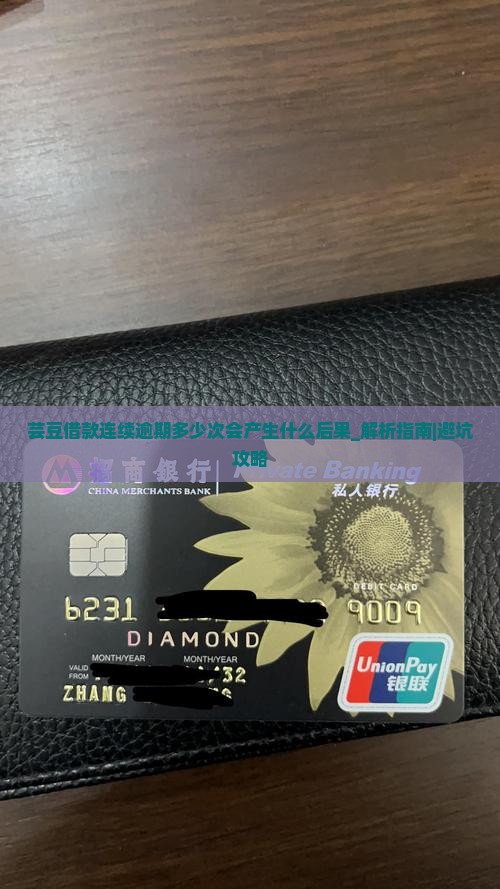 芸豆借款连续逾期多少次会产生什么后果_解析指南|避坑
攻略
招商银行 | Private Banking
CHINA MERCHANTS BANK
私人银行
DEBIT CARD
6231 9009
DIAMOND
MONTH/YEAR MONTH/YEAR
VALID
FROM
/32
ZHANG
UnionPay
银联